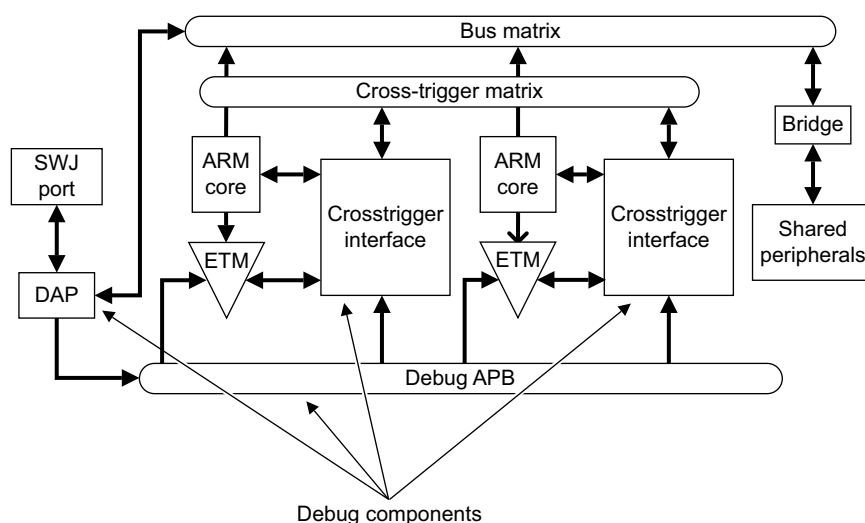 Bus matrix
Cross-trigger matrix
SWJ
port
ARM
core
ARM
core
Bridge
Crosstrigger
interface
Crosstrigger
interface
Shared
peripherals
ETM
ETM
DAP
Debug APB
Debug components